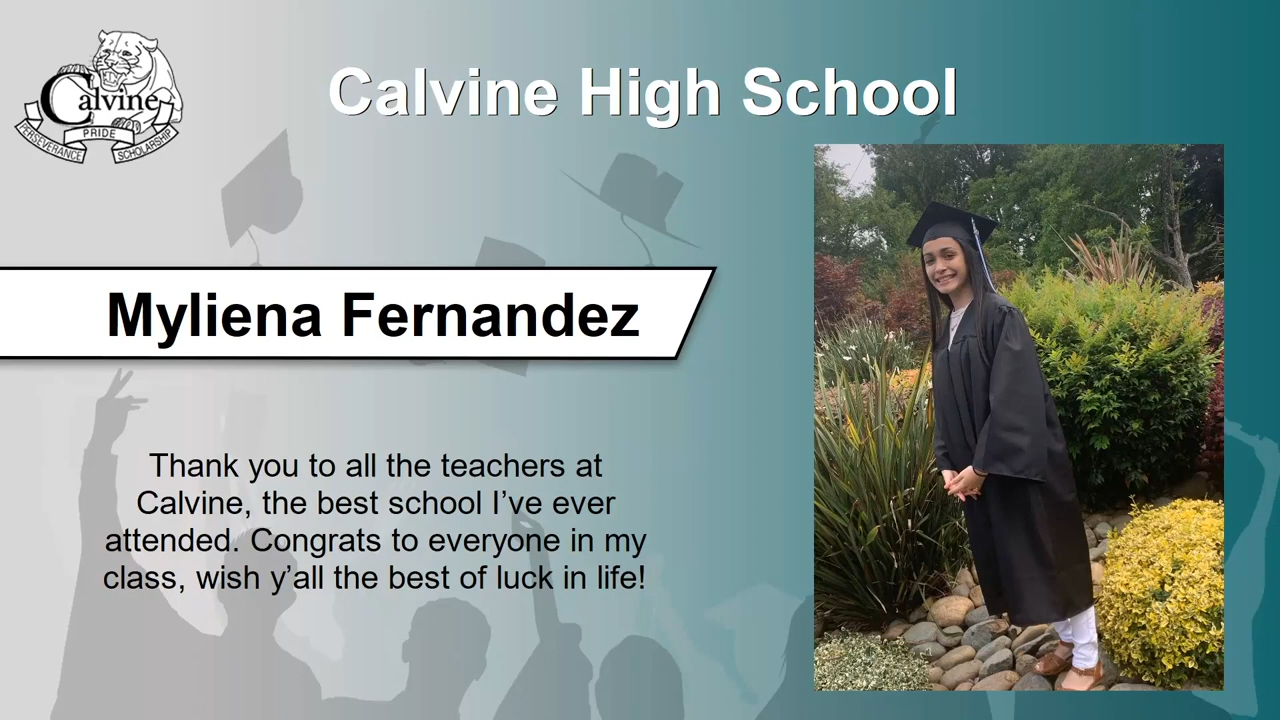 Calvine
PERSEVERANCE
PRIDE
SCHOLARSHIP
Calvine High School
Myliena Fernandez
Thank you to all the teachers at
Calvine, the best school I’ve ever
attended. Congrats to everyone in my
class, wish y’all the best of luck in life!